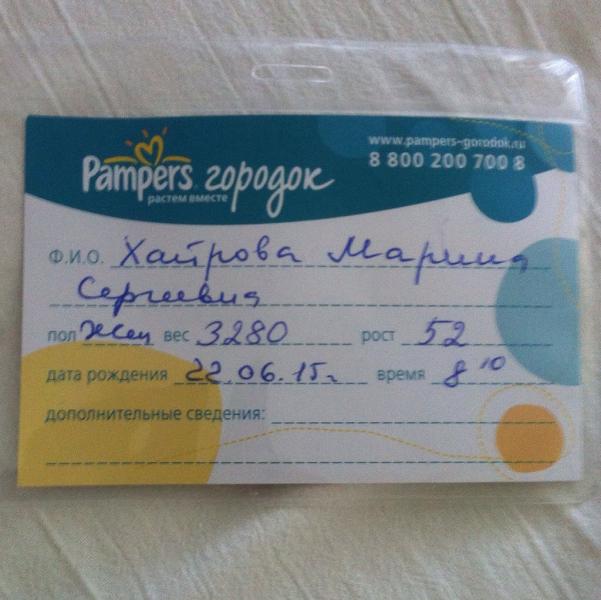 www.pampers-gorodok.ru
8 800 200 700 8
Pampers городок
растем вместе
Ф.И.О. Хайрова Марина
Сергеевна
пол Жен вес 3280 рост 52
дата рождения 22.06.15г. время 8 10
дополнительные сведения: